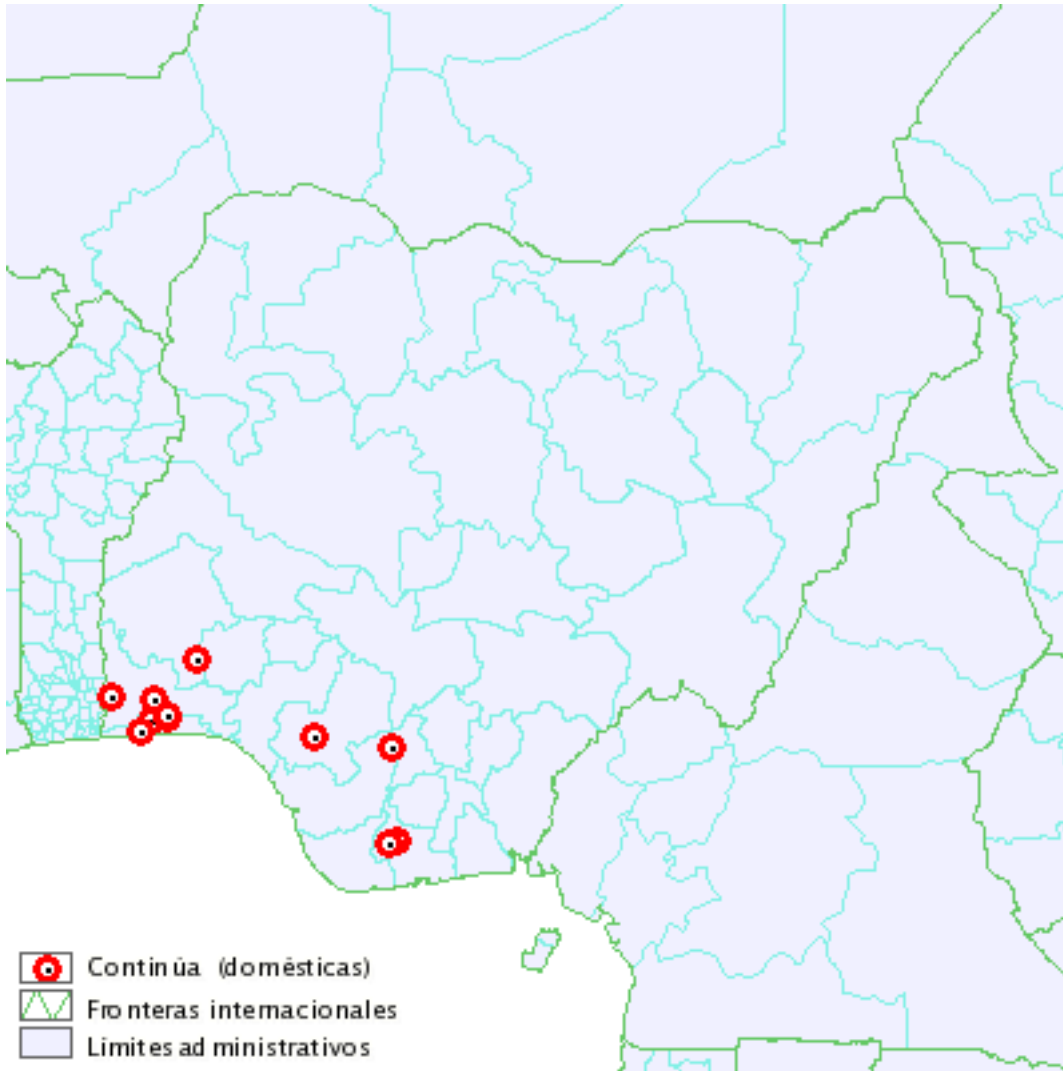 Continúa (domésticas)
Fronteras internacionales
Límites administrativos